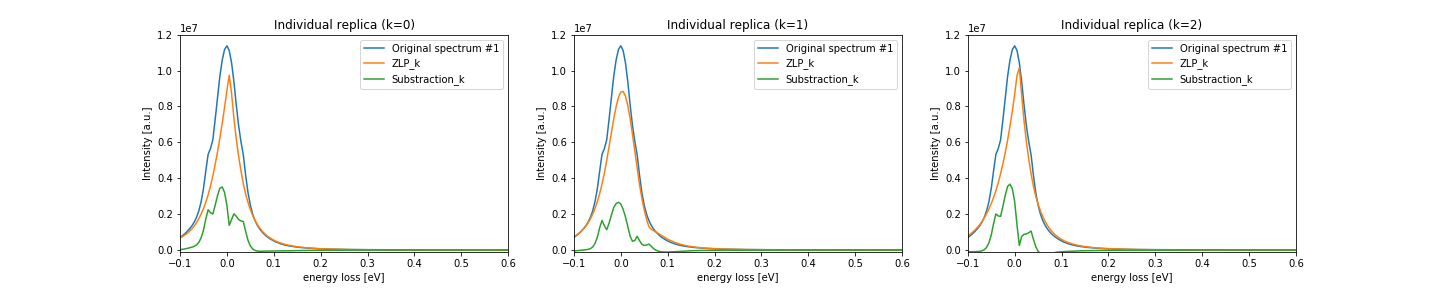 Individual replica (k=0)
1e7
1.2
1.0
0.8
0.6
0.4
0.2
0.0
Intensity [a.u.]
Original spectrum #1
ZLP_k
Substraction_k
−0.1 0.0 0.1 0.2 0.3 0.4 0.5 0.6
energy loss [eV]
Individual replica (k=1)
1e7
1.2
1.0
0.8
0.6
0.4
0.2
0.0
Intensity [a.u.]
Original spectrum #1
ZLP_k
Substraction_k
−0.1 0.0 0.1 0.2 0.3 0.4 0.5 0.6
energy loss [eV]
Individual replica (k=2)
1e7
1.2
1.0
0.8
0.6
0.4
0.2
0.0
Intensity [a.u.]
Original spectrum #1
ZLP_k
Substraction_k
−0.1 0.0 0.1 0.2 0.3 0.4 0.5 0.6
energy loss [eV]